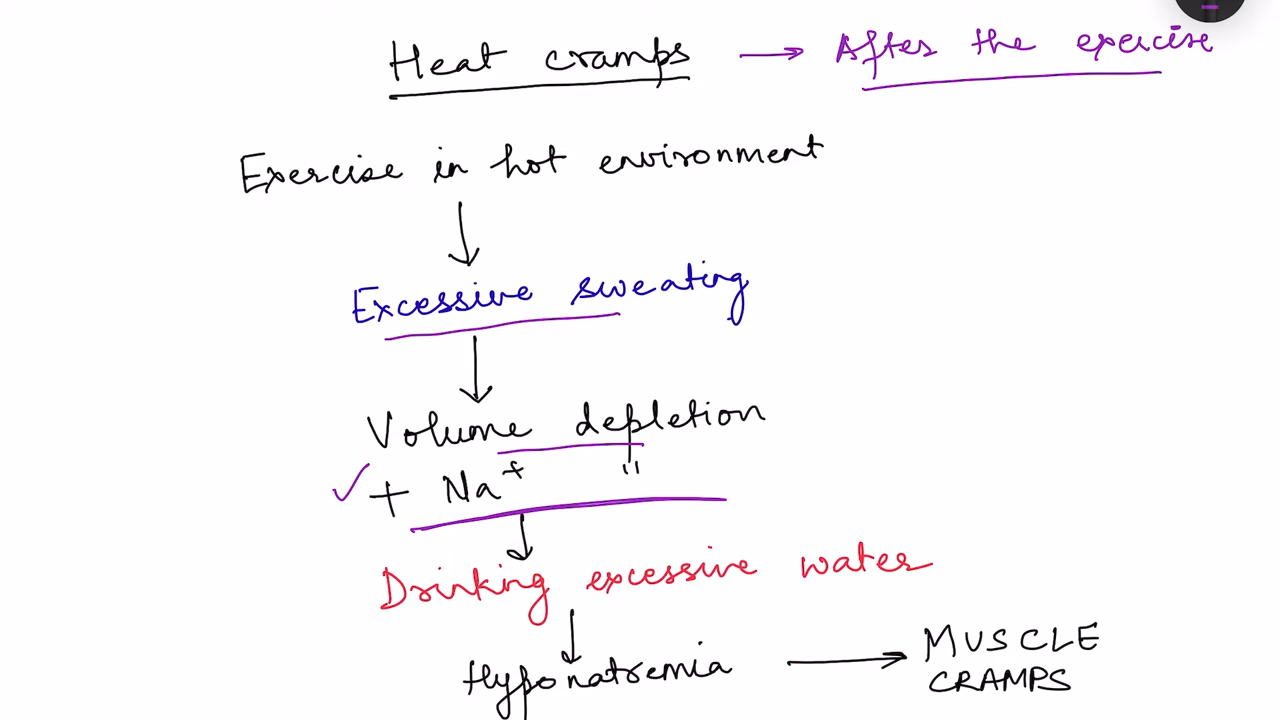 Heat cramps → After the exercise
Exercise in hot environment
↓
Excessive sweating
↓
Volume depletion
✓ + Na⁺ "
↓
Drinking excessive water
↓
Hyponatremia → MUSCLE
CRAMPS